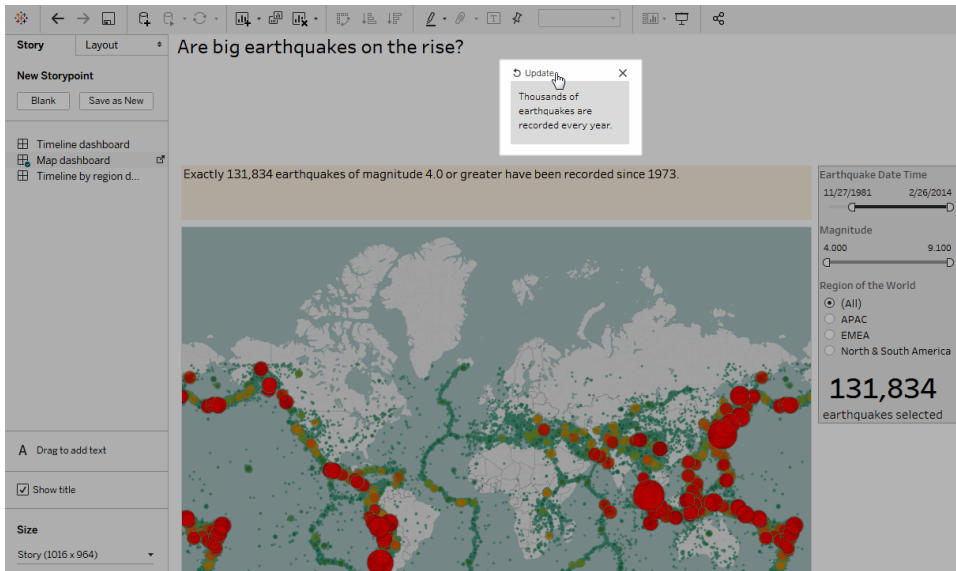 Story
Layout
Are big earthquakes on the rise?
New Storypoint
Blank
Save as New
Update
Thousands of
earthquakes are
recorded every year.
Timeline dashboard
Map dashboard
Timeline by region d...
Exactly 131,834 earthquakes of magnitude 4.0 or greater have been recorded since 1973.
Earthquake Date Time
11/27/1981
2/26/2014
Magnitude
4.000
9.100
Region of the World
(All)
APAC
EMEA
North & South America
131,834
earthquakes selected
A Drag to add text
Show title
Size
Story (1016 x 964)